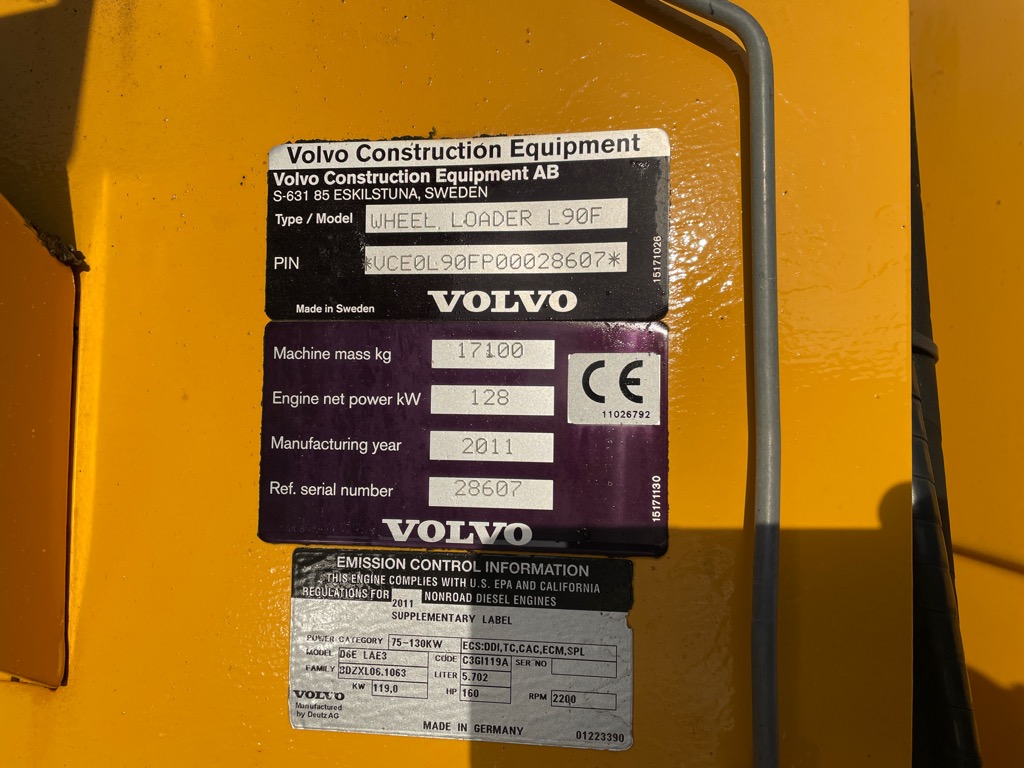 Volvo Construction Equipment
Volvo Construction Equipment AB
S-631 85 ESKILSTUNA, SWEDEN
Type / Model WHEEL LOADER L90F
PIN *VCE0L90FP00028607*
15171026
Made in Sweden VOLVO
Machine mass kg 17100
CE
11026792
Engine net power kW 128
Manufacturing year 2011
Ref. serial number 28607
15171130
VOLVO
EMISSION CONTROL INFORMATION
THIS ENGINE COMPLIES WITH U.S. EPA AND CALIFORNIA
REGULATIONS FOR 2011 NONROAD DIESEL ENGINES
SUPPLEMENTARY LABEL
POWER CATEGORY 75-130KW ECS:DDI,TC,CAC,ECM,SPL
MODEL D6E LAE3 CODE C3GI119A SER NO
FAMILY BDZXL06.1063 LITER 5.702
KW 119,0 HP 160 RPM 2200
VOLVO
Manufactured
by Deutz AG
MADE IN GERMANY 01223390